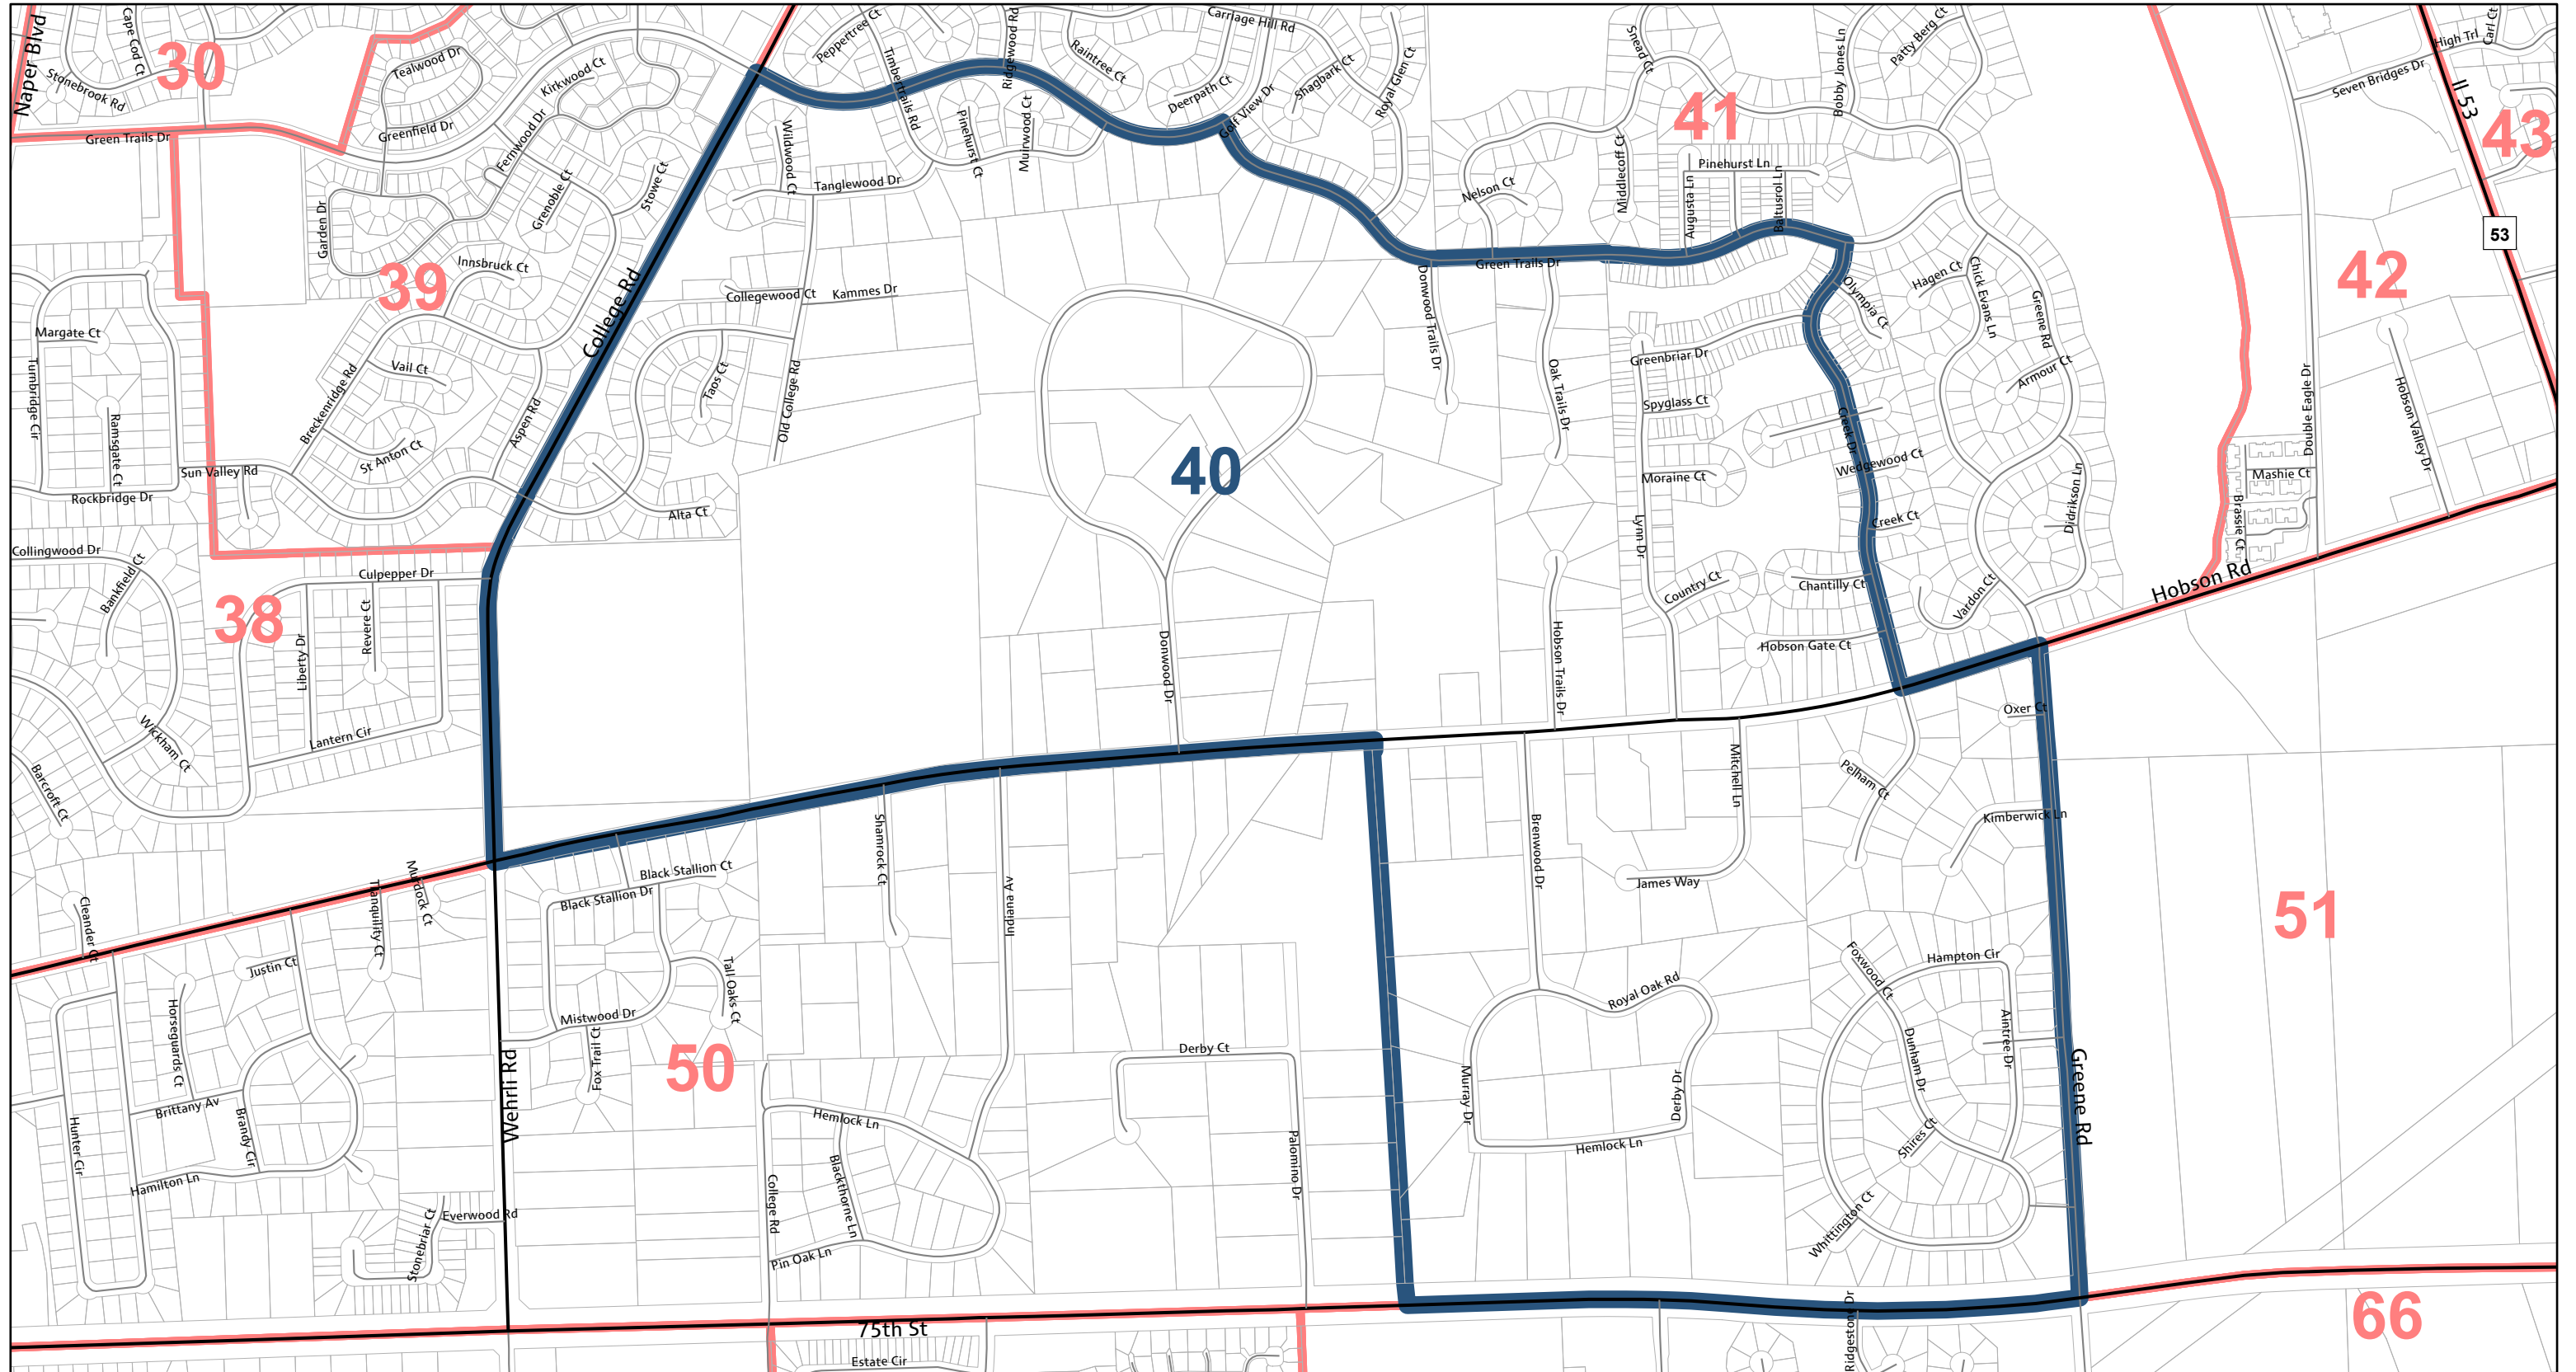 Naper Blvd
Cape Cod Ct
30
Stonebrook Rd
Green Trails Dr
Tealwood Dr
Greenfield Dr
Kirkwood Ct
Fernwood Dr
Grenoble Ct
Stowe Ct
Garden Dr
Innsbruck Ct
39
Vail Ct
Breckenridge Rd
St Anton Ct
Aspen Rd
Sun Valley Rd
Margate Ct
Turnbridge Cir
Ramsgate Ct
Rockbridge Dr
Collingwood Dr
Bankfield Ct
38
Culpepper Dr
Revere Ct
Liberty Dr
Lantern Cir
Wickham Ct
Barcroft Ct
College Rd
Peppertree Ct
Timbertrails Rd
Ridgewood Rd
Raintree Ct
Carriage Hill Rd
Deerpath Ct
Golf View Dr
Shagbark Ct
Royal Glen Ct
Wildwood Ct
Pinehurst Ct
Muirwood Ct
Tanglewood Dr
Collegewood Ct
Kammes Dr
Taos Ct
Old College Rd
Alta Ct
40
Donwood Dr
Snead Ct
Bobby Jones Ln
Patty Berg Ct
41
Middlecoff Ct
Pinehurst Ln
Augusta Ln
Baltusrol Ln
Nelson Ct
Green Trails Dr
Donwood Trails Dr
Oak Trails Dr
Olympia Ct
Hagen Ct
Chick Evans Ln
Greene Rd
Armour Ct
Greenbriar Dr
Spyglass Ct
Moraine Ct
Lynn Dr
Creek Dr
Wedgewood Ct
Creek Ct
Didrikson Ln
Country Ct
Chantilly Ct
Vardon Ct
Hobson Gate Ct
Hobson Trails Dr
High Trl
Carl Ct
Seven Bridges Dr
Il 53
43
53
42
Double Eagle Dr
Hobson Valley Dr
Mashie Ct
Brassie Ct
Hobson Rd
Oxer Ct
Pelham Ct
Kimberwick Ln
Mitchell Ln
Brenwood Dr
James Way
51
Foxwood Ct
Hampton Cir
Royal Oak Rd
Aintree Dr
Dunham Dr
Murray Dr
Derby Dr
Hemlock Ln
Shires Ct
Whittington Ct
Greene Rd
Cleander Ct
Tranquility Ct
Murdock Ct
Justin Ct
Horseguards Ct
Brittany Av
Brandy Cir
Hunter Cir
Hamilton Ln
Everwood Rd
Stonebriar Ct
Wehrli Rd
Black Stallion Ct
Black Stallion Dr
Shamrock Ct
Indiana Av
Tall Oaks Ct
Mistwood Dr
Fox Trail Ct
50
Derby Ct
Hemlock Ln
Blackthorne Ln
College Rd
Pin Oak Ln
Palomino Dr
75th St
Estate Cir
Ridgestone Dr
66